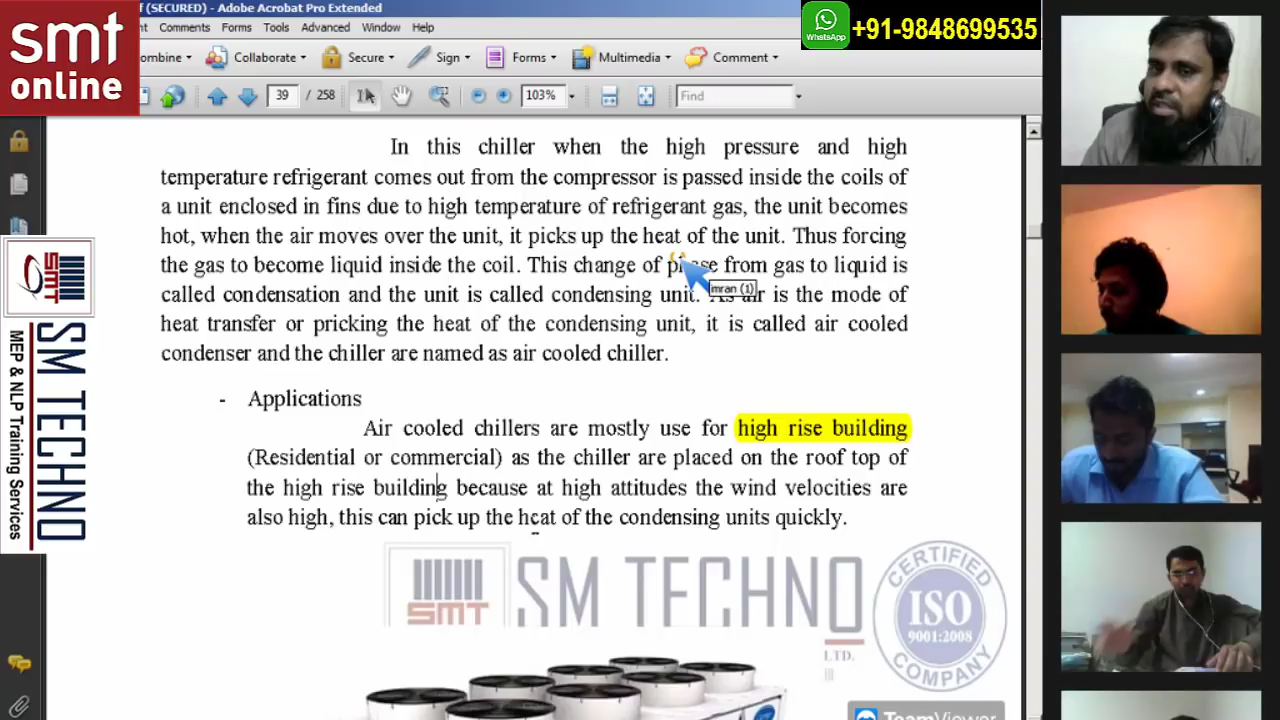 f (SECURED) - Adobe Acrobat Pro Extended
t Comments Forms Tools Advanced Window Help
ombine Collaborate Secure Sign Forms Multimedia Comment
39 / 258 103% Find
smt
online
WhatsApp
+91-9848699535
In this chiller when the high pressure and high
temperature refrigerant comes out from the compressor is passed inside the coils of
a unit enclosed in fins due to high temperature of refrigerant gas, the unit becomes
hot, when the air moves over the unit, it picks up the heat of the unit. Thus forcing
the gas to become liquid inside the coil. This change of phase from gas to liquid is
called condensation and the unit is called condensing unit. As air is the mode of
heat transfer or pricking the heat of the condensing unit, it is called air cooled
condenser and the chiller are named as air cooled chiller.
mran (1)
- Applications
Air cooled chillers are mostly use for high rise building
(Residential or commercial) as the chiller are placed on the roof top of
the high rise building because at high attitudes the wind velocities are
also high, this can pick up the heat of the condensing units quickly.
SMT
SM TECHNO
MEP & NLP Training Services
SMT
SM TECHNO
LTD.
CERTIFIED
ISO
9001:2008
COMPANY
TeamViewer